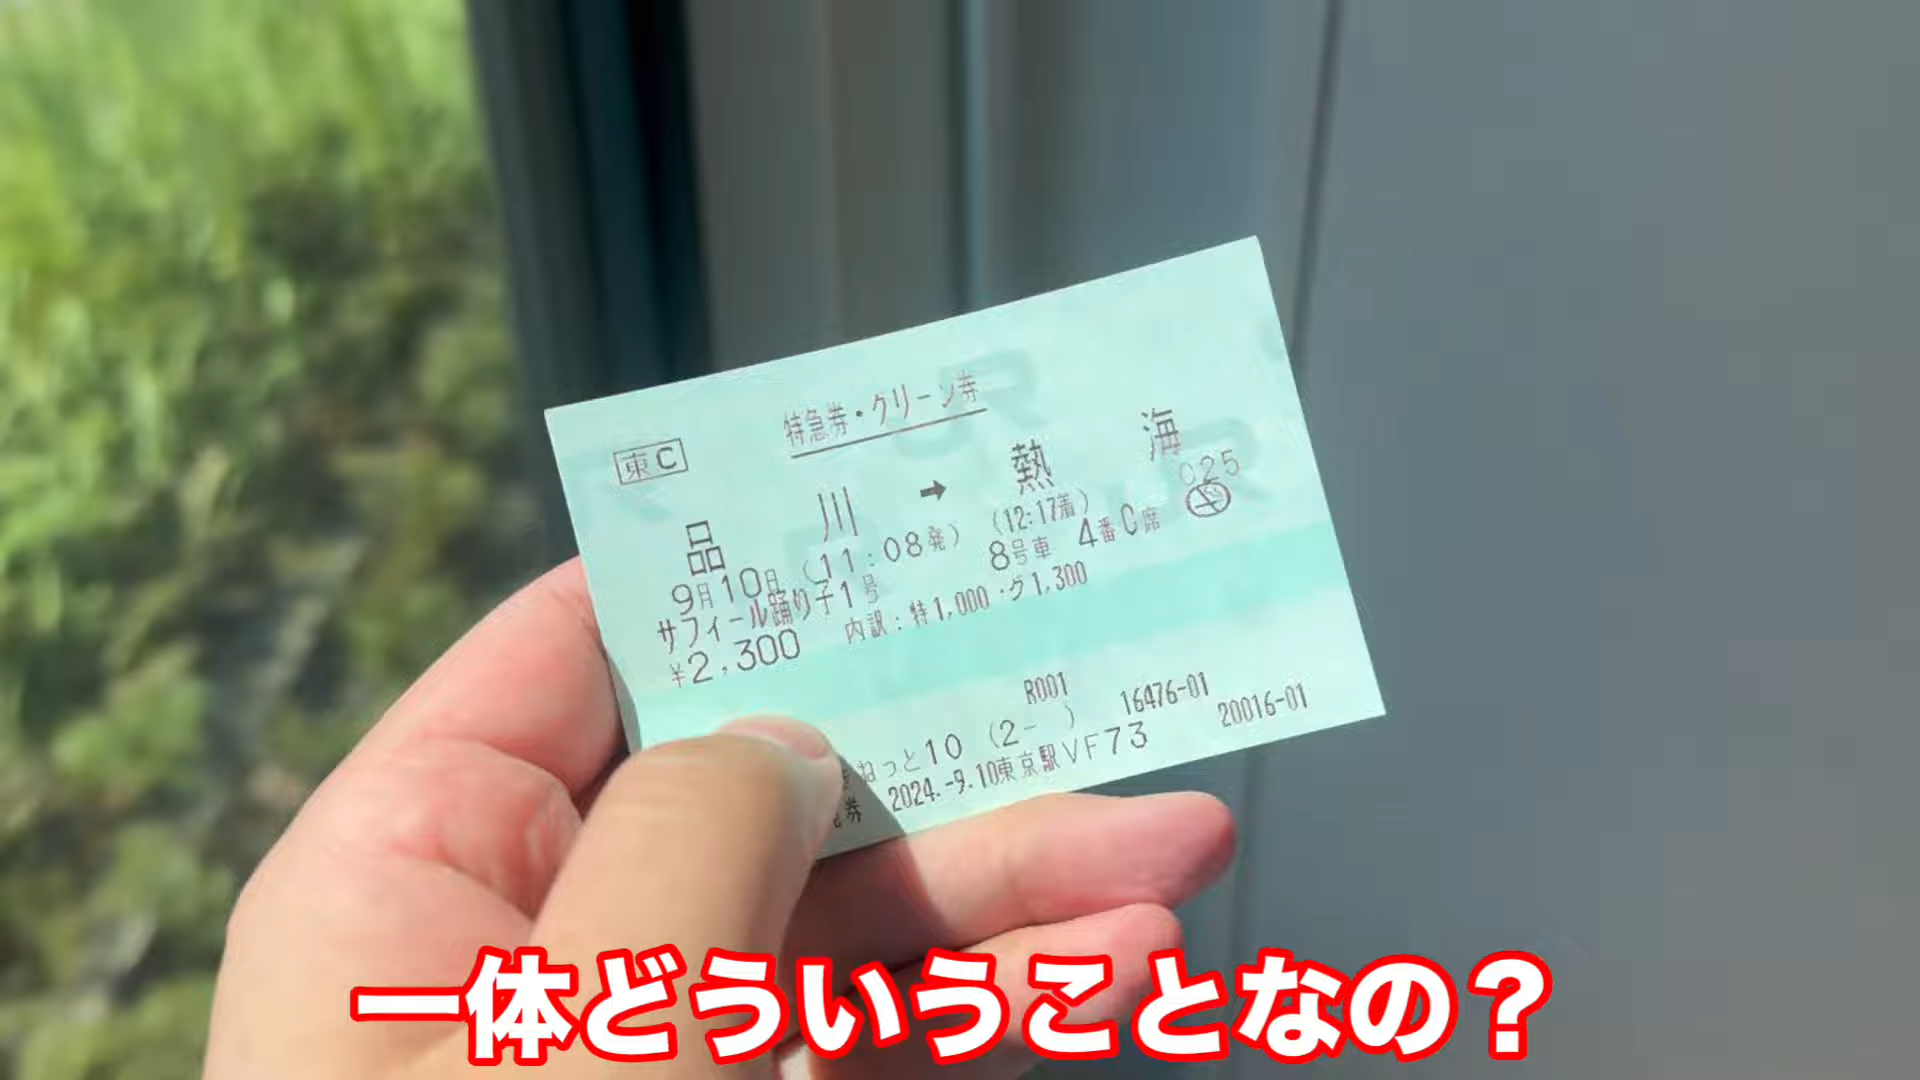 特急券・グリーン券
東C
品川 → 熱海
025
9月10日 (11:08発) (12:17着)
サフィール踊り子1号 8号車 4番C席
¥2,300 内訳:特1,000・グ1,300
R001 16476-01
ねっと10 (2- ) 20016-01
券 2024.-9.10東京駅VF73
一体どういうことなの?